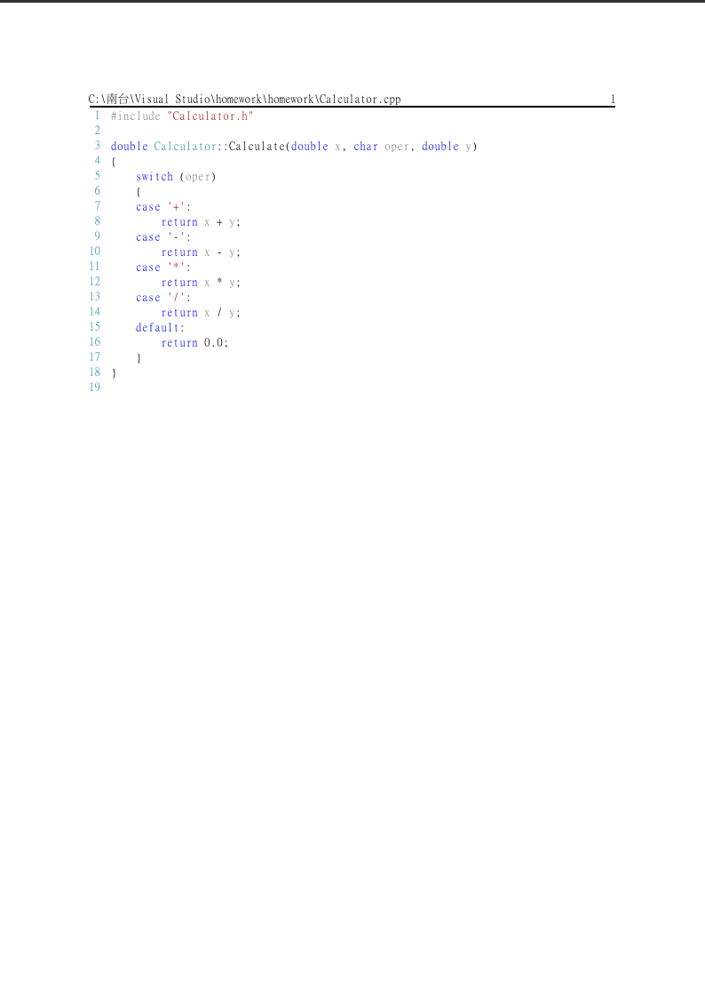 C:\南台\Visual Studio\homework\homework\Calculator.cpp 1
1 #include "Calculator.h"
2
3 double Calculator::Calculate(double x, char oper, double y)
4 {
5     switch (oper)
6     {
7     case '+':
8         return x + y;
9     case '-':
10         return x - y;
11     case '*':
12         return x * y;
13     case '/':
14         return x / y;
15     default:
16         return 0.0;
17     }
18 }
19